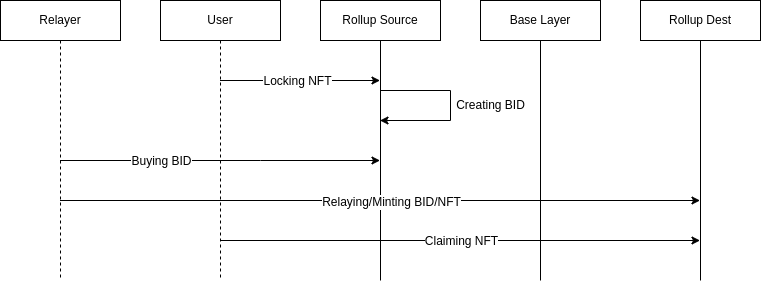 Relayer
User
Rollup Source
Base Layer
Rollup Dest
Locking NFT
Creating BID
Buying BID
Relaying/Minting BID/NFT
Claiming NFT